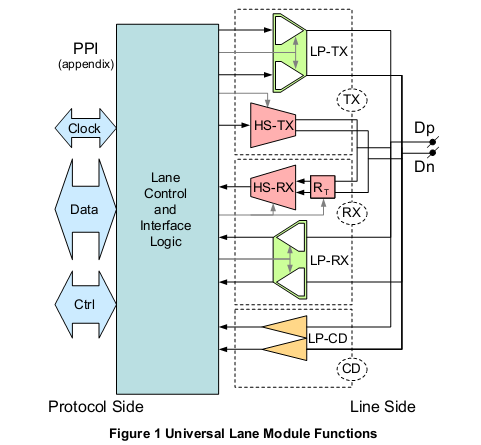 PPI
(appendix)
Clock
Data
Ctrl
Lane
Control
and
Interface
Logic
LP-TX
TX
HS-TX
HS-RX
RT
RX
LP-RX
LP-CD
CD
Dp
Dn
Protocol Side
Line Side
Figure 1 Universal Lane Module Functions